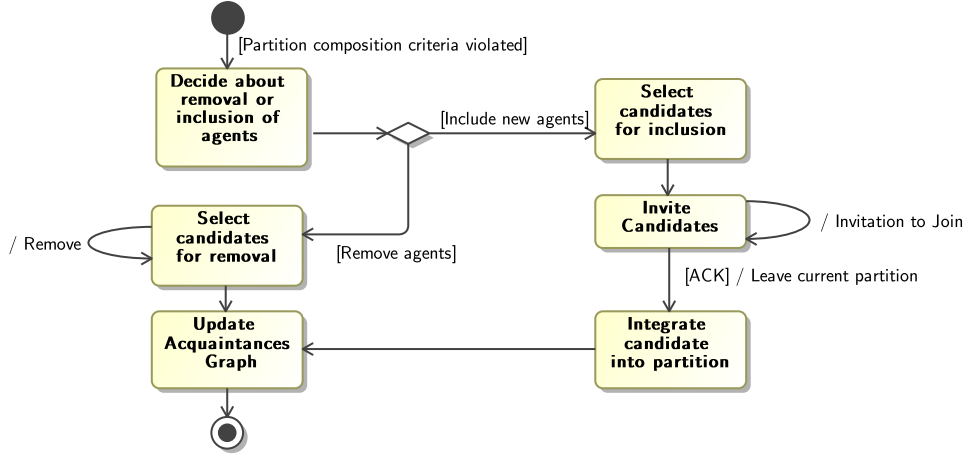 [Partition composition criteria violated]
Decide about
removal or
inclusion of
agents
[Include new agents]
Select
candidates
for inclusion
Invite
Candidates
/ Invitation to Join
Select
candidates
for removal
/ Remove
[Remove agents]
[ACK] / Leave current partition
Update
Acquaintances
Graph
Integrate
candidate
into partition